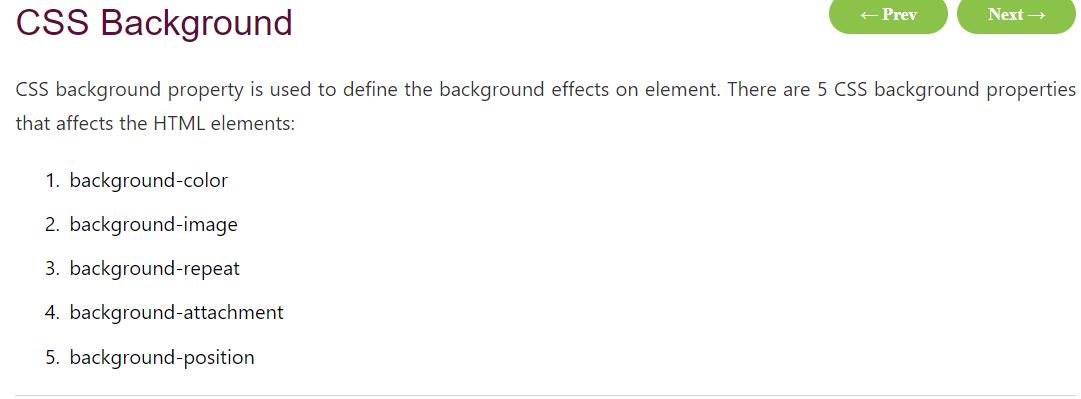 CSS Background
← Prev
Next →
CSS background property is used to define the background effects on element. There are 5 CSS background properties
that affects the HTML elements:
1. background-color
2. background-image
3. background-repeat
4. background-attachment
5. background-position